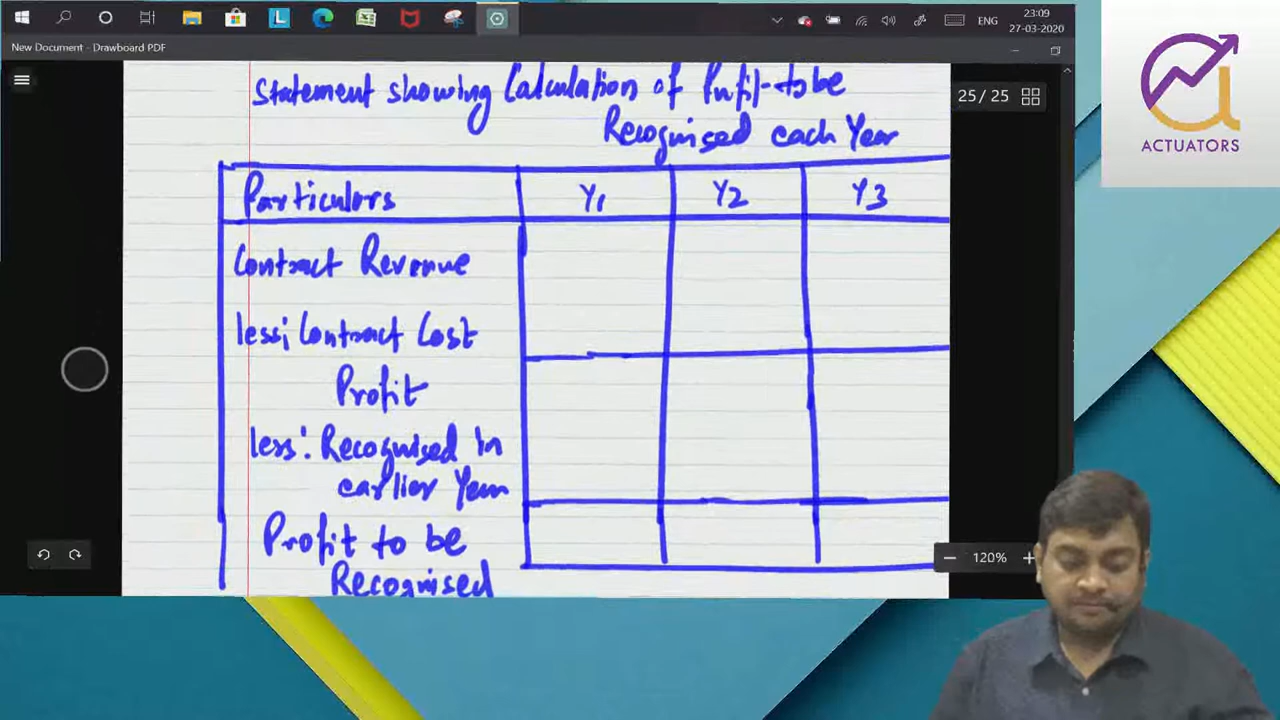 23:09
ENG
27-03-2020
New Document - Drawboard PDF
25 / 25
ACTUATORS
Statement showing Calculation of Profit to be
Recognised each Year
Particulars Y1 Y2 Y3
Contract Revenue
less; Contract Cost
Profit
less: Recognised in
earlier Year
Profit to be
Recognised
120%